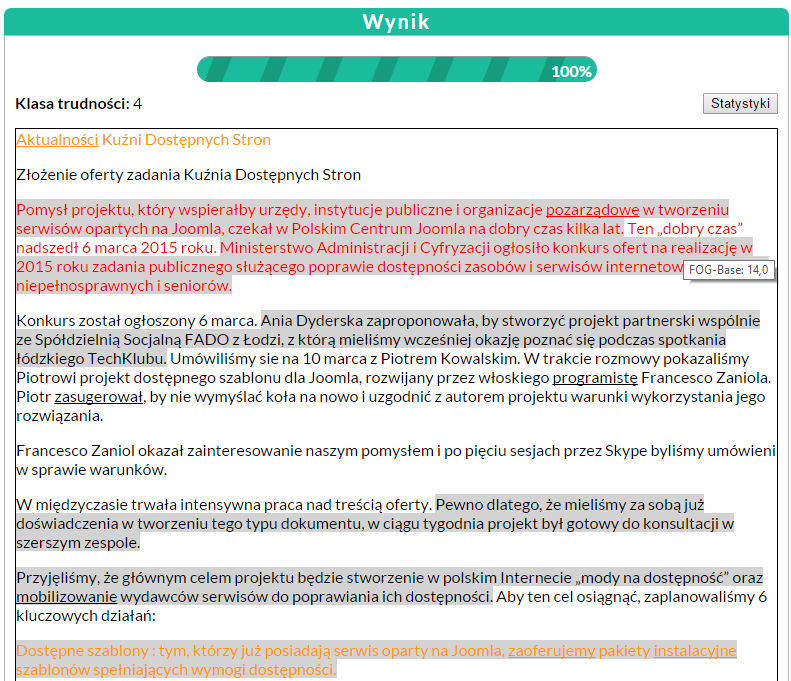 Wynik
100%
Klasa trudności: 4
Statystyki
Aktualności Kuźni Dostępnych Stron
Złożenie oferty zadania Kuźnia Dostępnych Stron
Pomysł projektu, który wspierałby urzędy, instytucje publiczne i organizacje pozarządowe w tworzeniu
serwisów opartych na Joomla, czekał w Polskim Centrum Joomla na dobry czas kilka lat. Ten „dobry czas”
nadszedł 6 marca 2015 roku. Ministerstwo Administracji i Cyfryzacji ogłosiło konkurs ofert na realizację w
2015 roku zadania publicznego służącego poprawie dostępności zasobów i serwisów internetow
FOG-Base: 14,0
niepełnosprawnych i seniorów.
Konkurs został ogłoszony 6 marca. Ania Dyderska zaproponowała, by stworzyć projekt partnerski wspólnie
ze Spółdzielnią Socjalną FADO z Łodzi, z którą mieliśmy wcześniej okazję poznać się podczas spotkania
łódzkiego TechKlubu. Umówiliśmy sie na 10 marca z Piotrem Kowalskim. W trakcie rozmowy pokazaliśmy
Piotrowi projekt dostępnego szablonu dla Joomla, rozwijany przez włoskiego programistę Francesco Zaniola.
Piotr zasugerował, by nie wymyślać koła na nowo i uzgodnić z autorem projektu warunki wykorzystania jego
rozwiązania.
Francesco Zaniol okazał zainteresowanie naszym pomysłem i po pięciu sesjach przez Skype byliśmy umówieni
w sprawie warunków.
W międzyczasie trwała intensywna praca nad treścią oferty. Pewno dlatego, że mieliśmy za sobą już
doświadczenia w tworzeniu tego typu dokumentu, w ciągu tygodnia projekt był gotowy do konsultacji w
szerszym zespole.
Przyjęliśmy, że głównym celem projektu będzie stworzenie w polskim Internecie „mody na dostępność” oraz
mobilizowanie wydawców serwisów do poprawiania ich dostępności. Aby ten cel osiągnąć, zaplanowaliśmy 6
kluczowych działań:
Dostępne szablony : tym, którzy już posiadają serwis oparty na Joomla, zaoferujemy pakiety instalacyjne
szablonów spełniających wymogi dostępności.